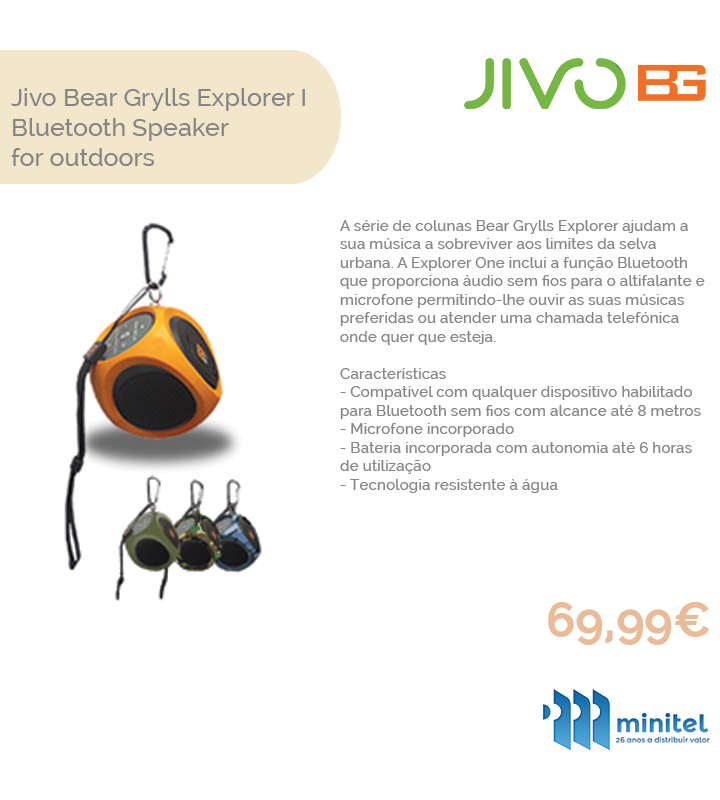 Jivo Bear Grylls Explorer I
Bluetooth Speaker
for outdoors
JIVO BG
A série de colunas Bear Grylls Explorer ajudam a
sua música a sobreviver aos limites da selva
urbana. A Explorer One inclui a função Bluetooth
que proporciona áudio sem fios para o altifalante e
microfone permitindo-lhe ouvir as suas músicas
preferidas ou atender uma chamada telefónica
onde quer que esteja.
Características
- Compatível com qualquer dispositivo habilitado
para Bluetooth sem fios com alcance até 8 metros
- Microfone incorporado
- Bateria incorporada com autonomia até 6 horas
de utilização
- Tecnologia resistente à água
69,99€
minitel
26 anos a distribuir valor